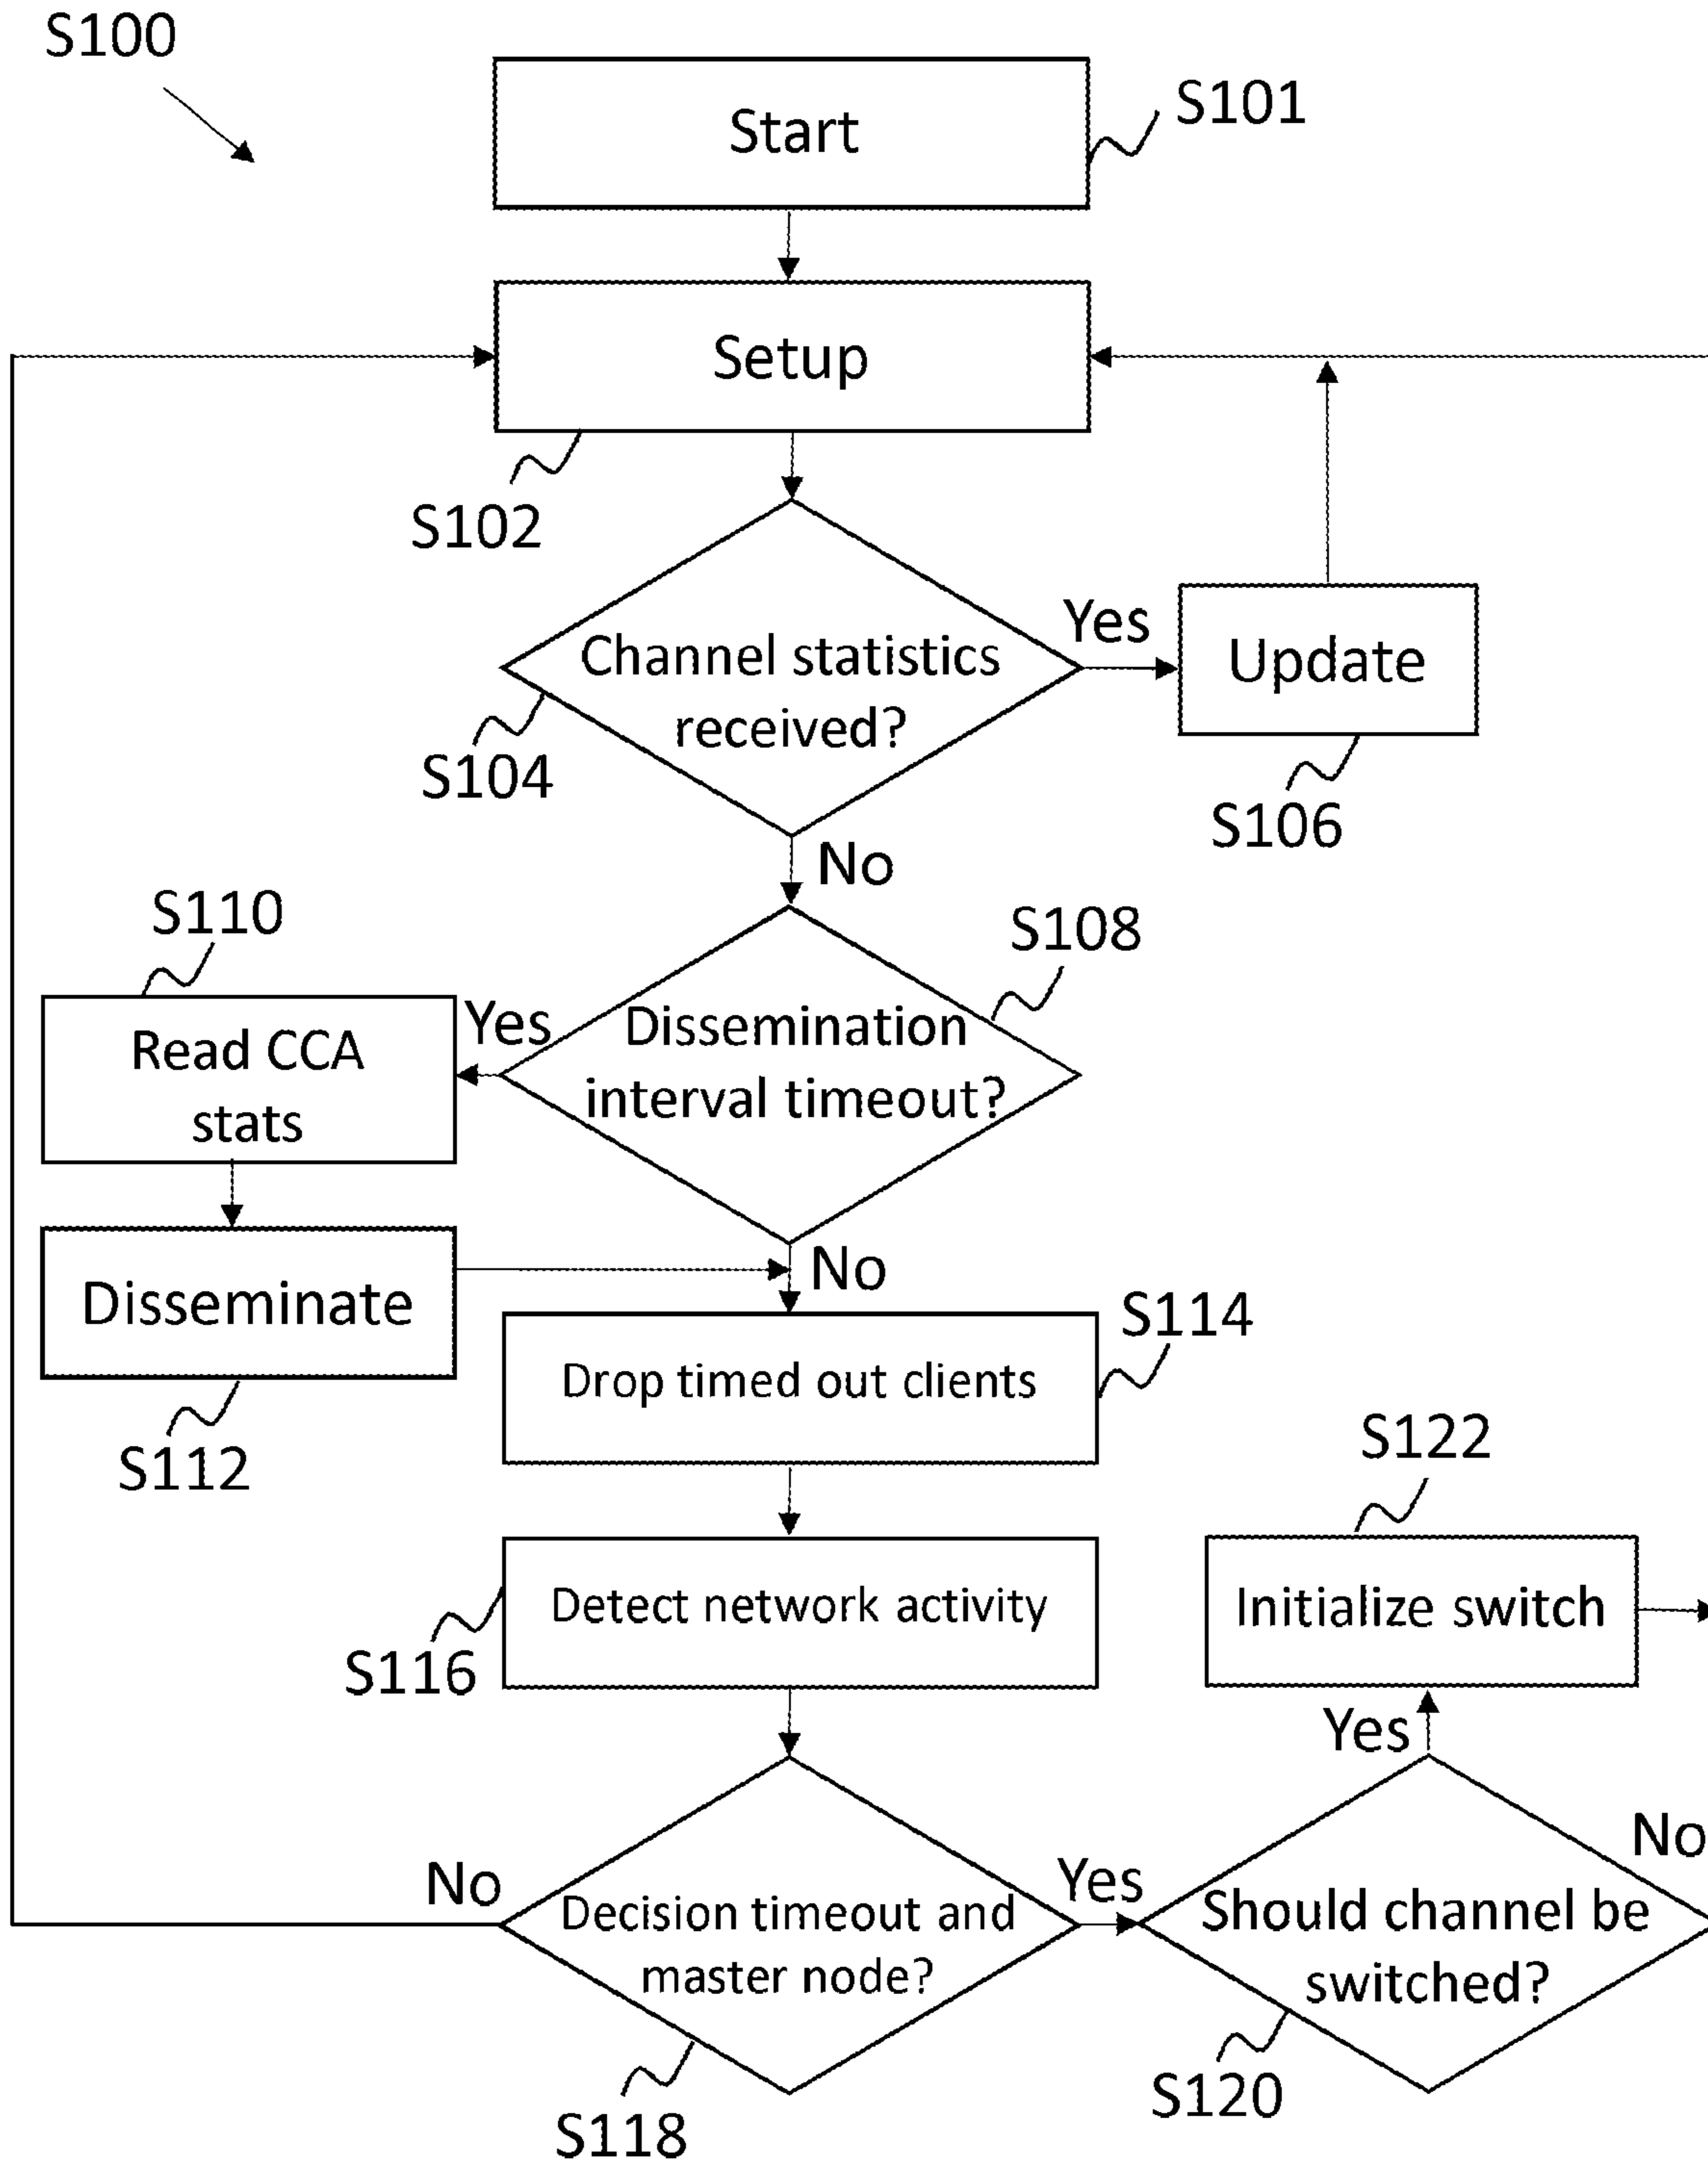 S100
Start
S101
Setup
S102
Channel statistics
received?
S104
Yes
Update
S106
No
S110
S108
Read CCA
stats
Yes
Dissemination
interval timeout?
Disseminate
S112
No
S114
Drop timed out clients
S122
Detect network activity
S116
Initialize switch
Yes
No
No
Decision timeout and
master node?
Yes
Should channel be
switched?
S118
S120